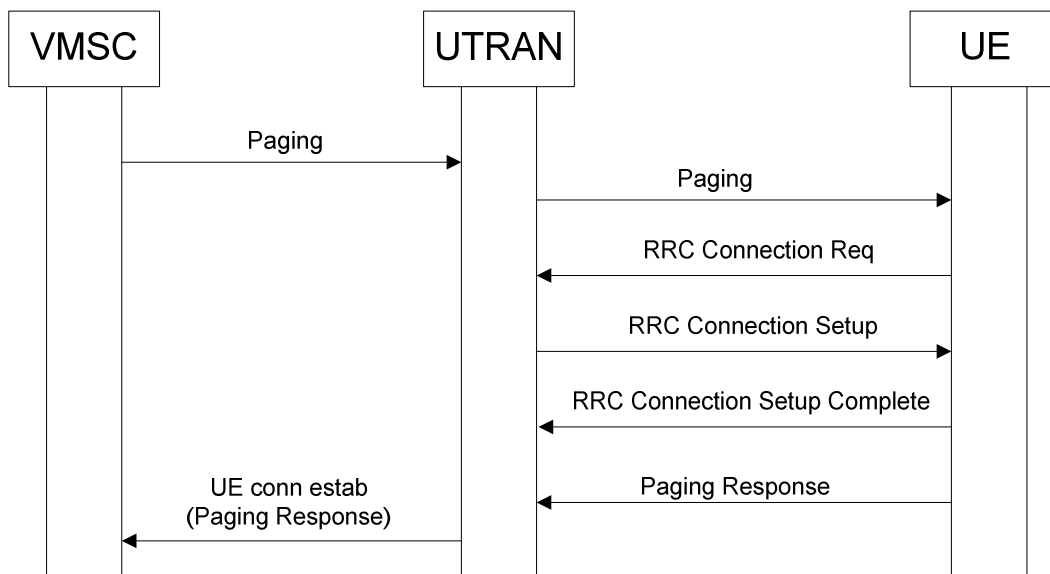 VMSC
UTRAN
UE
Paging
Paging
RRC Connection Req
RRC Connection Setup
RRC Connection Setup Complete
Paging Response
UE conn estab
(Paging Response)